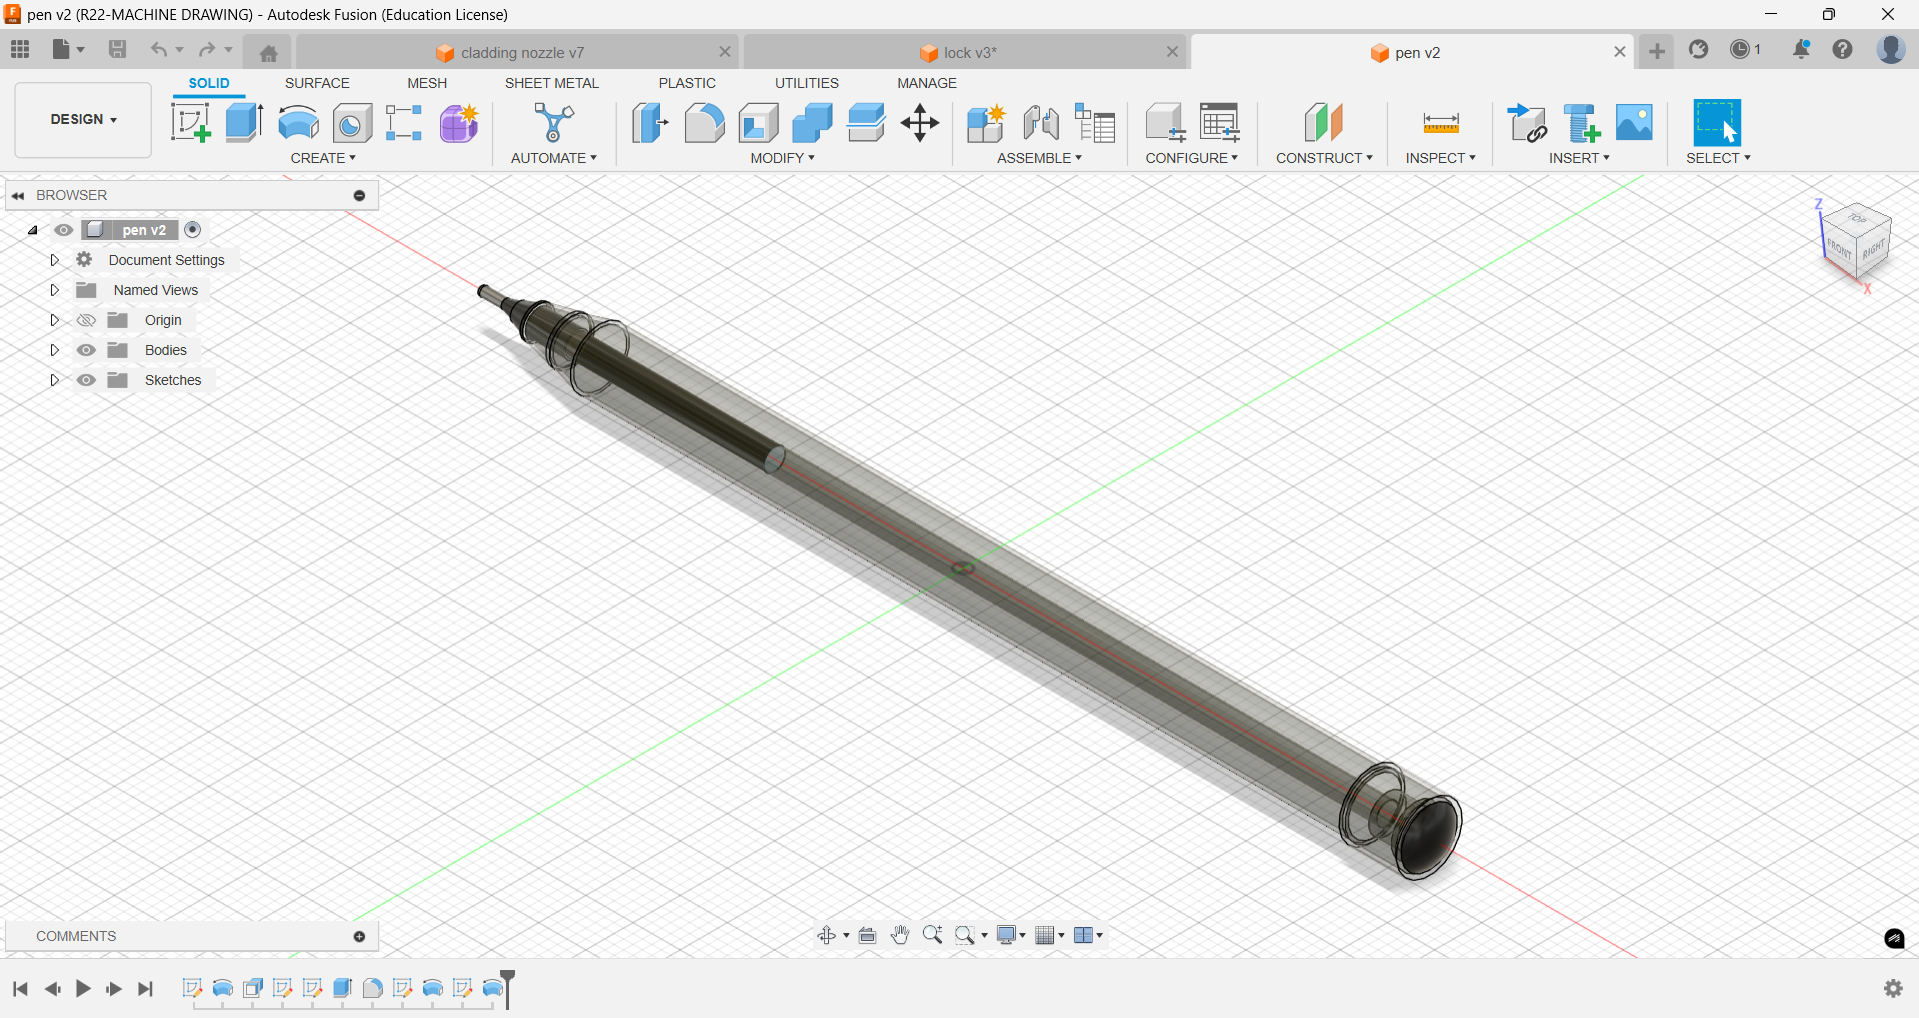 pen v2 (R22-MACHINE DRAWING) - Autodesk Fusion (Education License)
cladding nozzle v7
lock v3*
pen v2
1
SOLID SURFACE MESH SHEET METAL PLASTIC UTILITIES MANAGE
DESIGN
CREATE AUTOMATE MODIFY ASSEMBLE CONFIGURE CONSTRUCT INSPECT INSERT SELECT
BROWSER
pen v2
Document Settings
Named Views
Origin
Bodies
Sketches
Z
TOP
FRONT RIGHT
X
COMMENTS